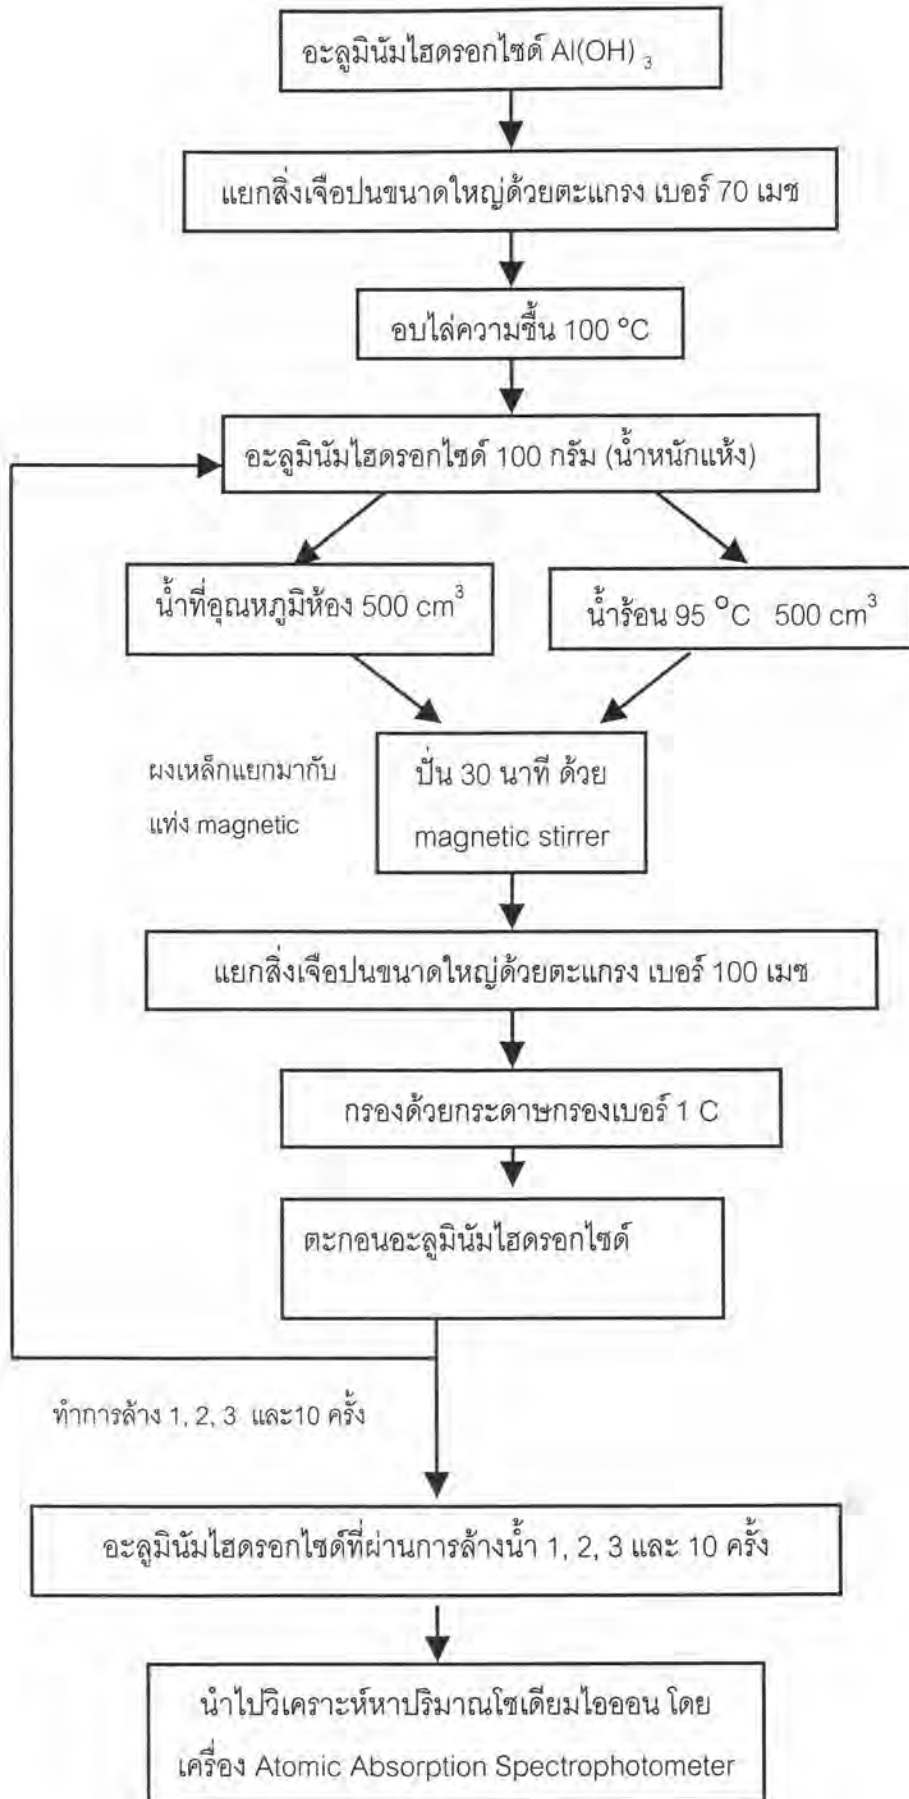 อะลูมินัมไฮดรอกไซด์ Al(OH) 3
แยกสิ่งเจือปนขนาดใหญ่ด้วยตะแกรง เบอร์ 70 เมช
อบไล่ความชื้น 100 °C
อะลูมินัมไฮดรอกไซด์ 100 กรัม (น้ำหนักแห้ง)
น้ำที่อุณหภูมิห้อง 500 cm³
น้ำร้อน 95 °C 500 cm³
ผงเหล็กแยกมากับ
แท่ง magnetic
ปั่น 30 นาที ด้วย
magnetic stirrer
แยกสิ่งเจือปนขนาดใหญ่ด้วยตะแกรง เบอร์ 100 เมช
กรองด้วยกระดาษกรองเบอร์ 1 C
ตะกอนอะลูมินัมไฮดรอกไซด์
ทำการล้าง 1, 2, 3 และ10 ครั้ง
อะลูมินัมไฮดรอกไซด์ที่ผ่านการล้างน้ำ 1, 2, 3 และ 10 ครั้ง
นำไปวิเคราะห์หาปริมาณโซเดียมไอออน โดย
เครื่อง Atomic Absorption Spectrophotometer